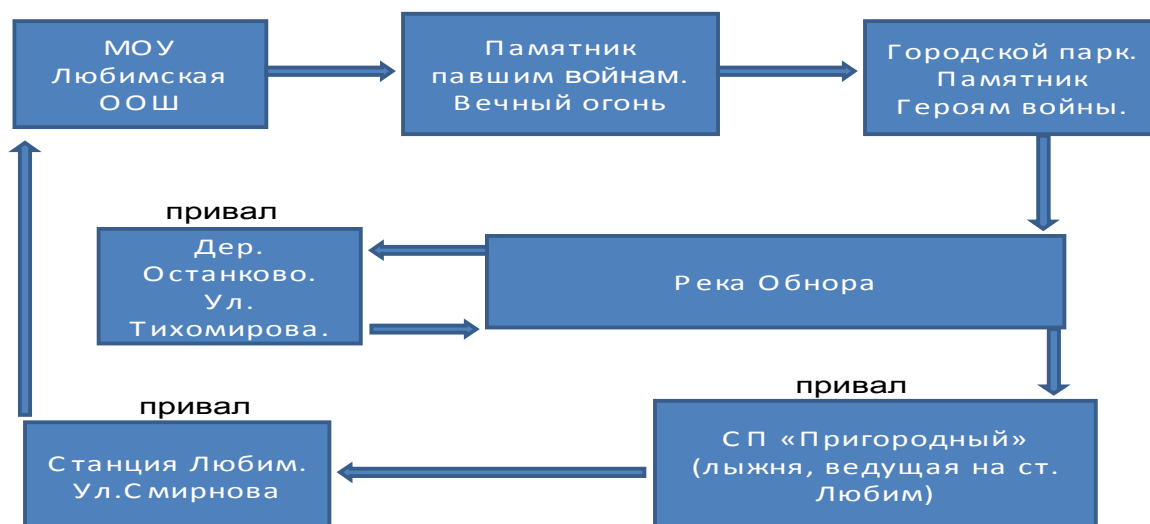 МОУ
Любимская
ООШ
Памятник
павшим войнам.
Вечный огонь
Городской парк.
Памятник
Героям войны.
привал
Дер.
Останково.
Ул.
Тихомирова.
Река Обнора
привал
СП «Пригородный»
(лыжня, ведущая на ст.
Любим)
привал
Станция Любим.
Ул.Смирнова